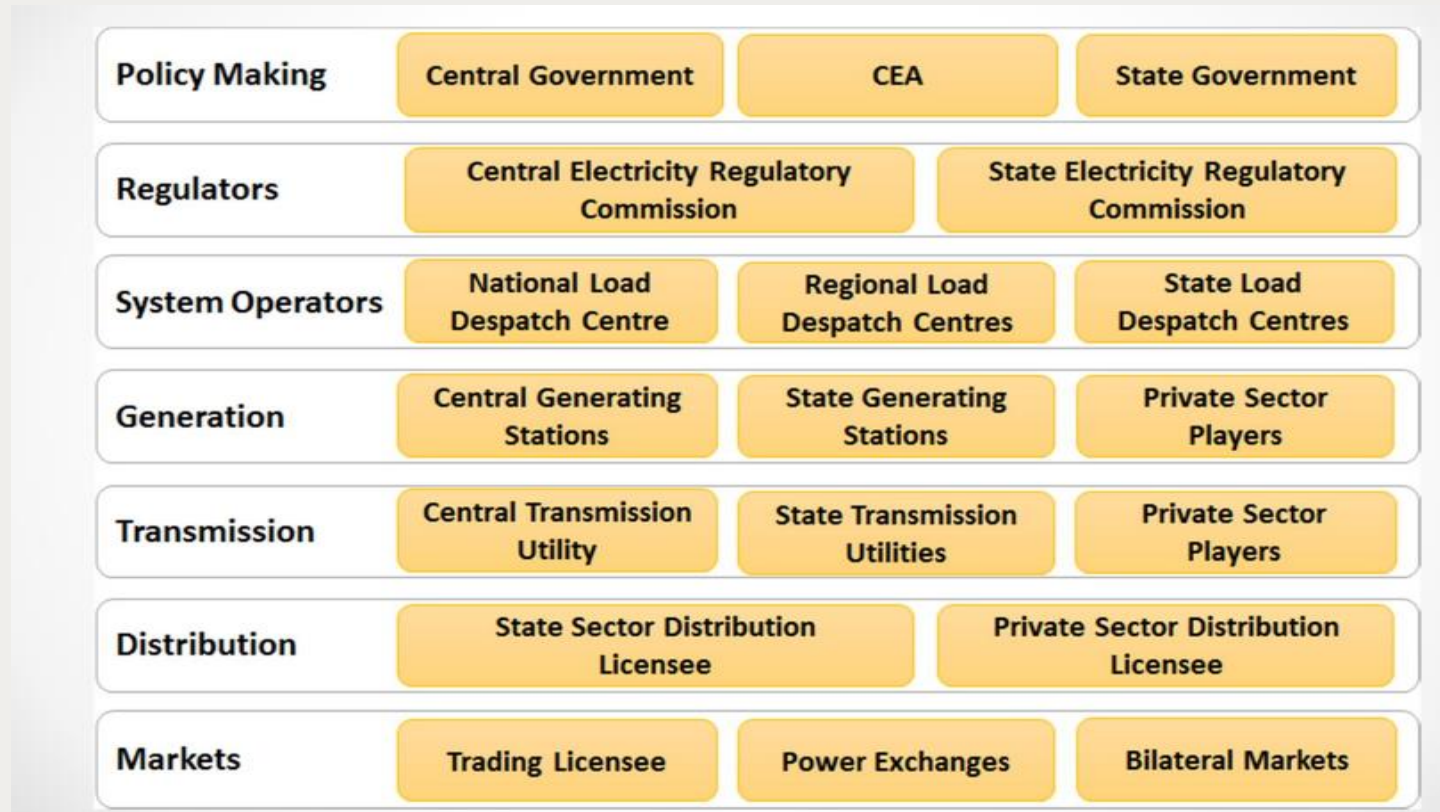 Policy Making
Central Government
CEA
State Government
Regulators
Central Electricity Regulatory
Commission
State Electricity Regulatory
Commission
System Operators
National Load
Despatch Centre
Regional Load
Despatch Centres
State Load
Despatch Centres
Generation
Central Generating
Stations
State Generating
Stations
Private Sector
Players
Transmission
Central Transmission
Utility
State Transmission
Utilities
Private Sector
Players
Distribution
State Sector Distribution
Licensee
Private Sector Distribution
Licensee
Markets
Trading Licensee
Power Exchanges
Bilateral Markets